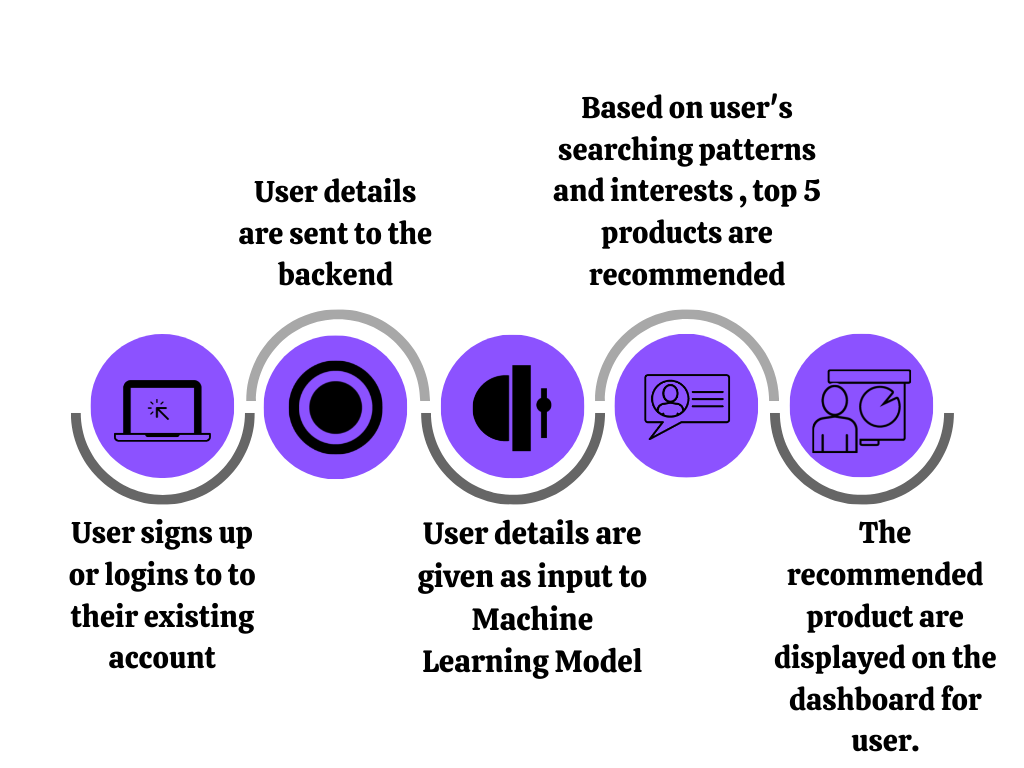 User signs up
or logins to to
their existing
account
User details
are sent to the
backend
User details are
given as input to
Machine
Learning Model
Based on user's
searching patterns
and interests , top 5
products are
recommended
The
recommended
product are
displayed on the
dashboard for
user.